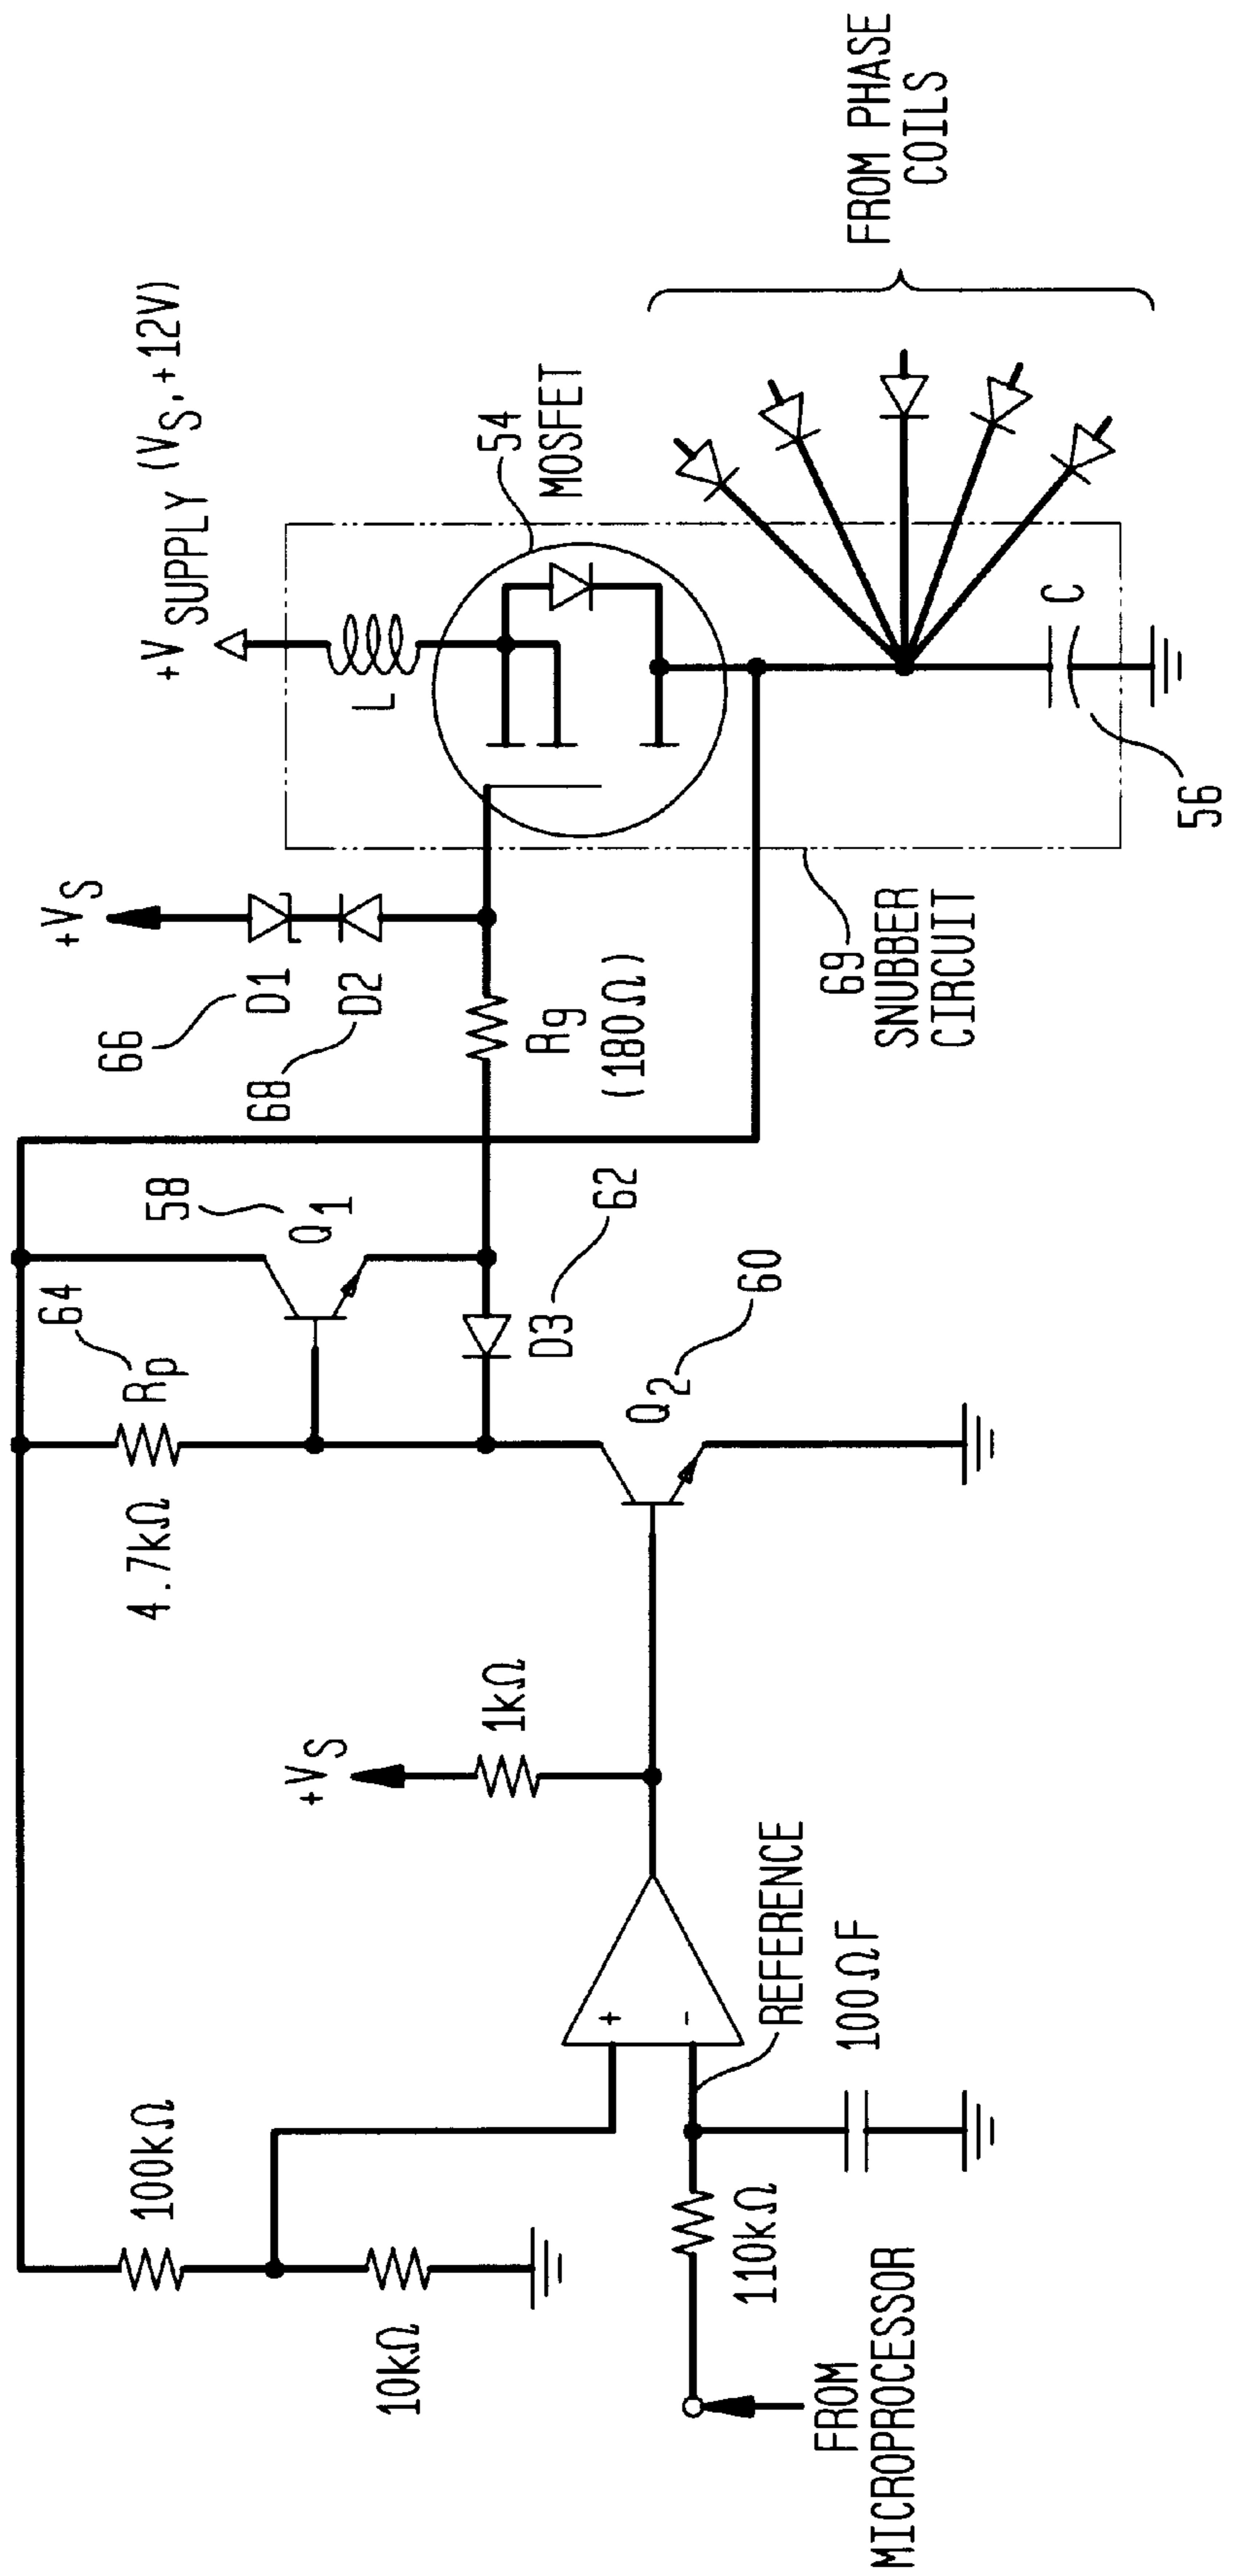 +V SUPPLY (VS, +12V)
+VS
66
D1
68
D2
L
54
MOSFET
FROM PHASE
COILS
58
Q1
64
Rp
4.7kΩ
D3
62
Rg
(180Ω)
69
SNUBBER
CIRCUIT
C
56
Q2
60
+VS
1kΩ
100kΩ
10kΩ
+
-
REFERENCE
100ΩF
110kΩ
FROM
MICROPROCESSOR